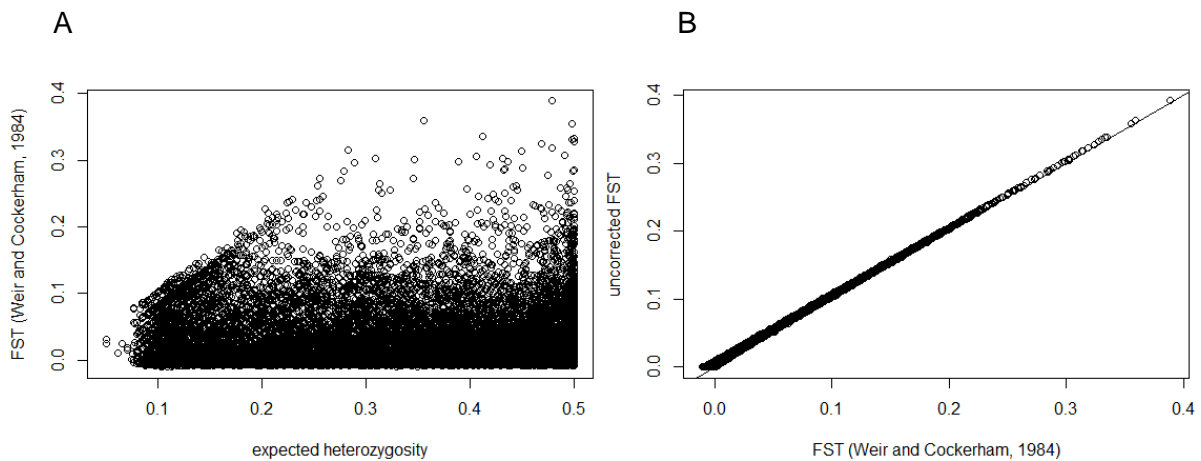 A
FST (Weir and Cockerham, 1984)
0.4
0.3
0.2
0.1
0.0
0.1 0.2 0.3 0.4 0.5
expected heterozygosity
B
uncorrected FST
0.4
0.3
0.2
0.1
0.0
0.0 0.1 0.2 0.3 0.4
FST (Weir and Cockerham, 1984)